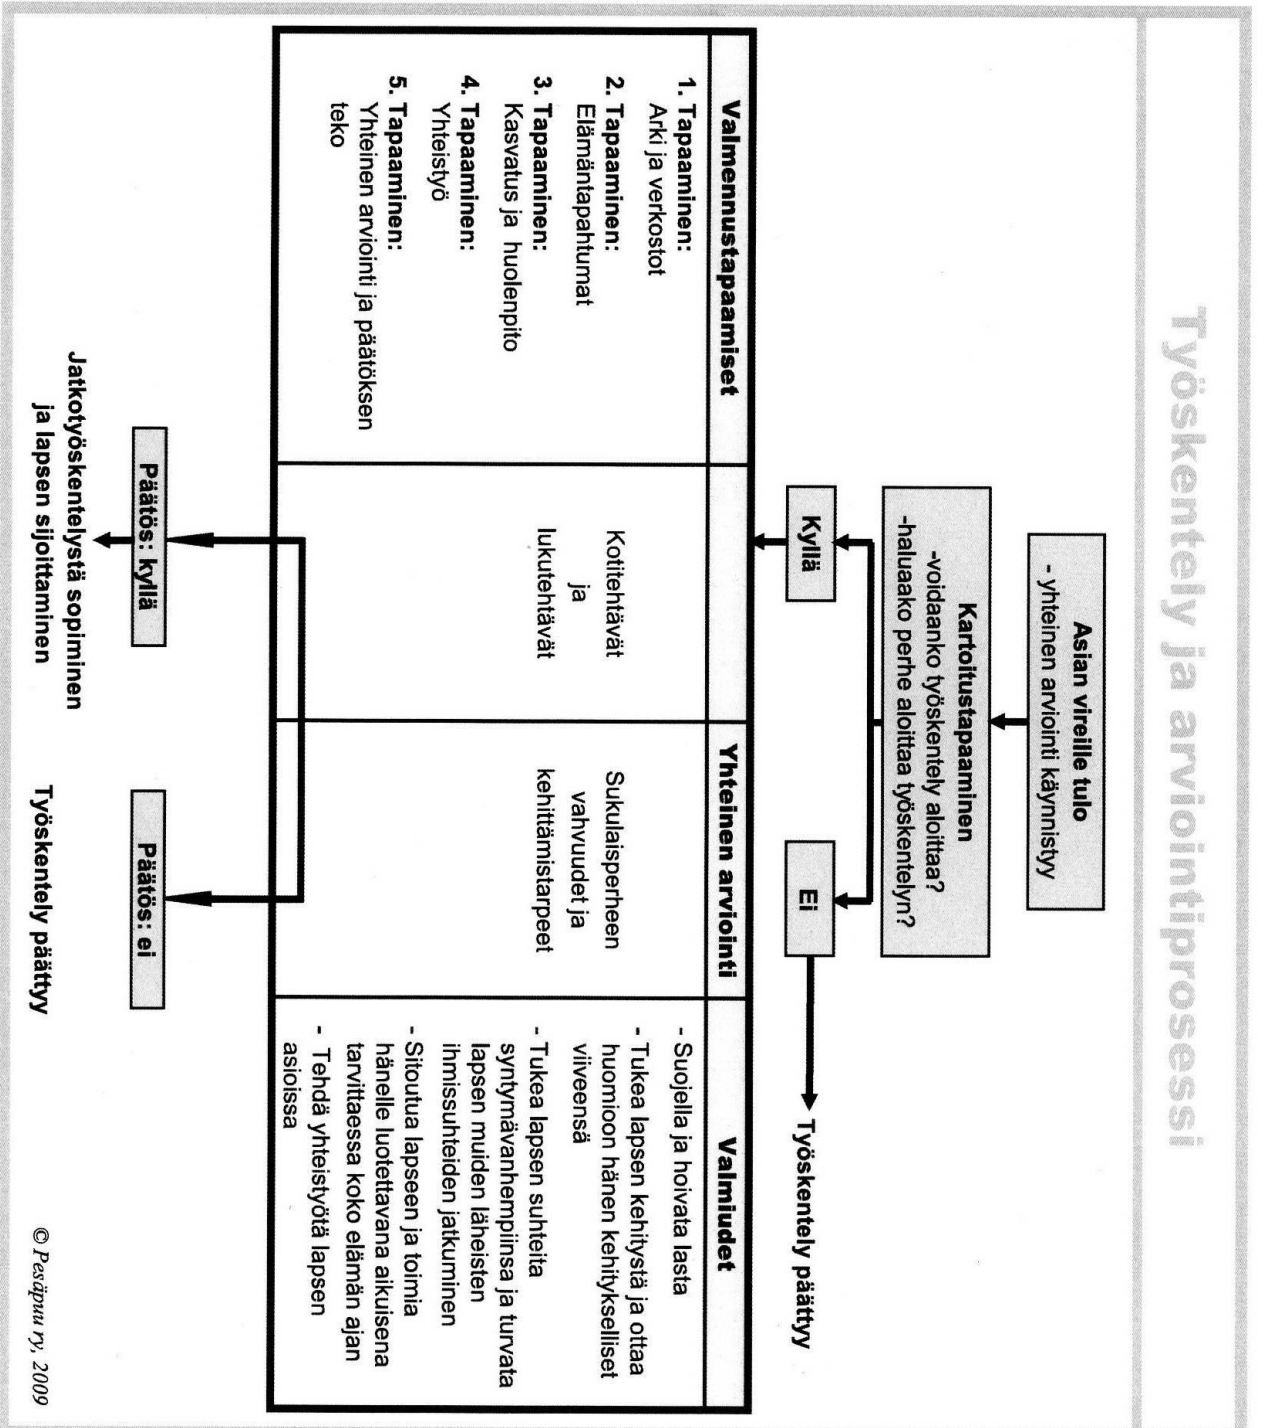 Työskentely ja arviointiprosessi
Asian vireille tulo
- yhteinen arviointi käynnistyy
Kartoitustapaaminen
-voidaanko työskentely aloittaa?
-haluaako perhe aloittaa työskentelyn?
Kyllä
Ei
Työskentely päättyy
Valmennustapaamiset
1. Tapaaminen:
Arki ja verkostot
2. Tapaaminen:
Elämäntapahtumat
3. Tapaaminen:
Kasvatus ja huolenpito
4. Tapaaminen:
Yhteistyö
5. Tapaaminen:
Yhteinen arviointi ja päätöksen
teko
Kotitehtävät
ja
lukutehtävät
Yhteinen arviointi
Sukulaisperheen
vahvuudet ja
kehittämistarpeet
Valmiudet
- Suojella ja hoivata lasta
- Tukea lapsen kehitystä ja ottaa
huomioon hänen kehitykselliset
viiveensä
- Tukea lapsen suhteita
syntymävanhempiinsa ja turvata
lapsen muiden läheisten
ihmissuhteiden jatkuminen
- Sitoutua lapseen ja toimia
hänelle luotettavana aikuisena
tarvittaessa koko elämän ajan
- Tehdä yhteistyötä lapsen
asioissa
Päätös: kyllä
Jatkotyöskentelystä sopiminen
ja lapsen sijoittaminen
Päätös: ei
Työskentely päättyy
© Pesäpuu ry, 2009